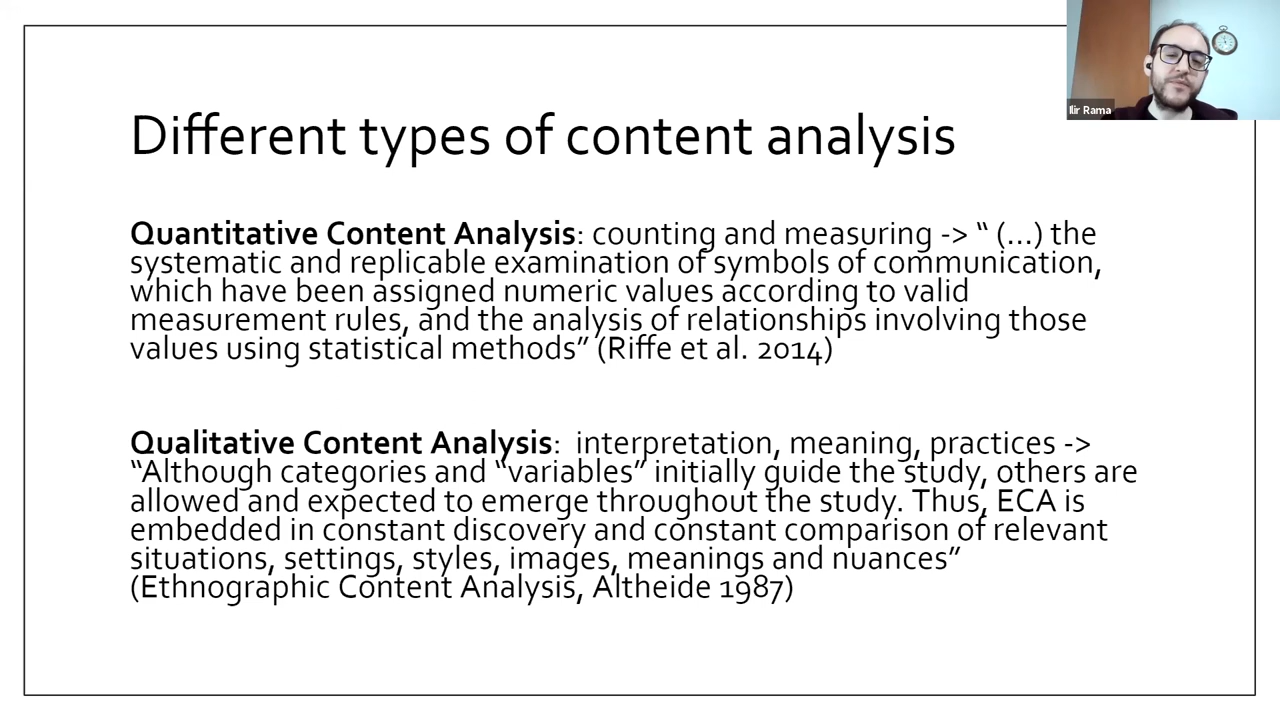 Different types of content analysis
Quantitative Content Analysis: counting and measuring -> “ (...) the
systematic and replicable examination of symbols of communication,
which have been assigned numeric values according to valid
measurement rules, and the analysis of relationships involving those
values using statistical methods” (Riffe et al. 2014)
Qualitative Content Analysis:  interpretation, meaning, practices ->
“Although categories and “variables” initially guide the study, others are
allowed and expected to emerge throughout the study. Thus, ECA is
embedded in constant discovery and constant comparison of relevant
situations, settings, styles, images, meanings and nuances”
(Ethnographic Content Analysis, Altheide 1987)
Ilir Rama